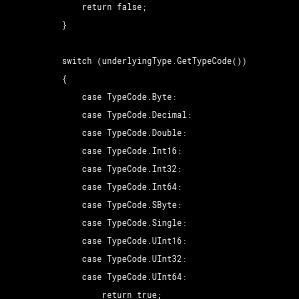 return false;
}
switch (underlyingType.GetTypeCode())
{
case TypeCode.Byte:
case TypeCode.Decimal:
case TypeCode.Double:
case TypeCode.Int16:
case TypeCode.Int32:
case TypeCode.Int64:
case TypeCode.SByte:
case TypeCode.Single:
case TypeCode.UInt16:
case TypeCode.UInt32:
case TypeCode.UInt64:
return true;